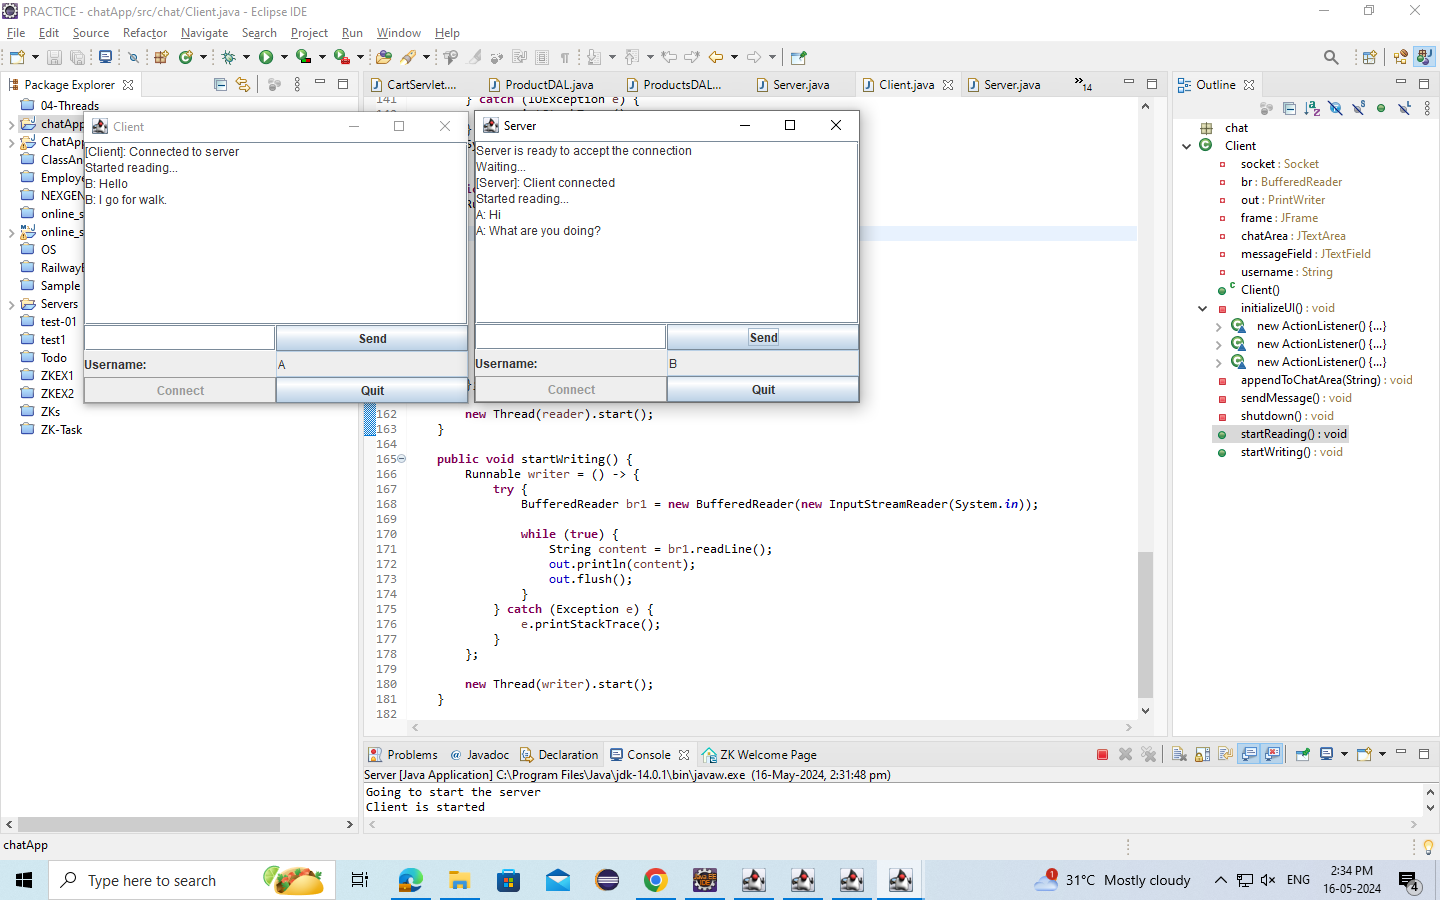 PRACTICE - chatApp/src/chat/Client.java - Eclipse IDE
File Edit Source Refactor Navigate Search Project Run Window Help
Package Explorer
CartServlet.... ProductDAL.java ProductsDAL... Server.java Client.java Server.java 14
Outline
04-Threads
chatApp
ChatApp
ClassAn
Employe
NEXGEN
online_s
online_s
OS
RailwayE
Sample
Servers
test-01
test1
Todo
ZKEX1
ZKEX2
ZKs
ZK-Task
Client
[Client]: Connected to server
Started reading...
B: Hello
B: I go for walk.
Send
Username: A
Connect Quit
Server
Server is ready to accept the connection
Waiting...
[Server]: Client connected
Started reading...
A: Hi
A: What are you doing?
Send
Username: B
Connect Quit
141 } catch (IOException e) {
162 new Thread(reader).start();
163 }
164
165 public void startWriting() {
166 Runnable writer = () -> {
167 try {
168 BufferedReader br1 = new BufferedReader(new InputStreamReader(System.in));
169
170 while (true) {
171 String content = br1.readLine();
172 out.println(content);
173 out.flush();
174 }
175 } catch (Exception e) {
176 e.printStackTrace();
177 }
178 };
179
180 new Thread(writer).start();
181 }
182
chat
Client
socket : Socket
br : BufferedReader
out : PrintWriter
frame : JFrame
chatArea : JTextArea
messageField : JTextField
username : String
Client()
initializeUI() : void
new ActionListener() {...}
new ActionListener() {...}
new ActionListener() {...}
appendToChatArea(String) : void
sendMessage() : void
shutdown() : void
startReading() : void
startWriting() : void
Problems @ Javadoc Declaration Console ZK Welcome Page
Server [Java Application] C:\Program Files\Java\jdk-14.0.1\bin\javaw.exe (16-May-2024, 2:31:48 pm)
Going to start the server
Client is started
chatApp
Type here to search
1 31°C Mostly cloudy ENG 2:34 PM
16-05-2024 4